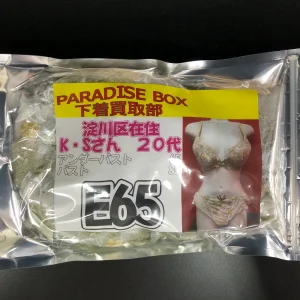 PARADISE BOX
下着買取部
淀川区在住
K・Sさん 20代
アンダーバスト
バスト
E65